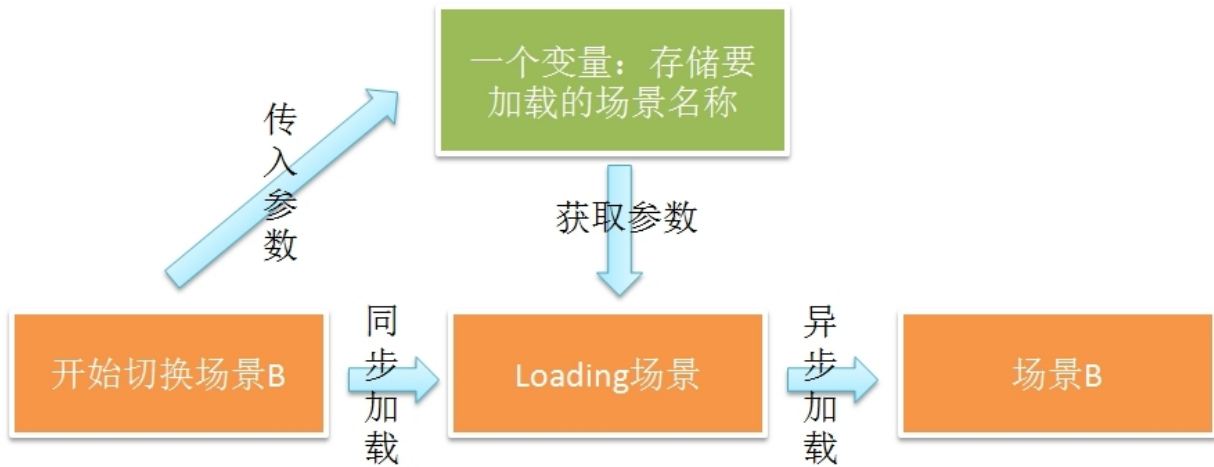 一个变量：存储要
加载的场景名称
传入参数
获取参数
开始切换场景B
同步加载
Loading场景
异步加载
场景B